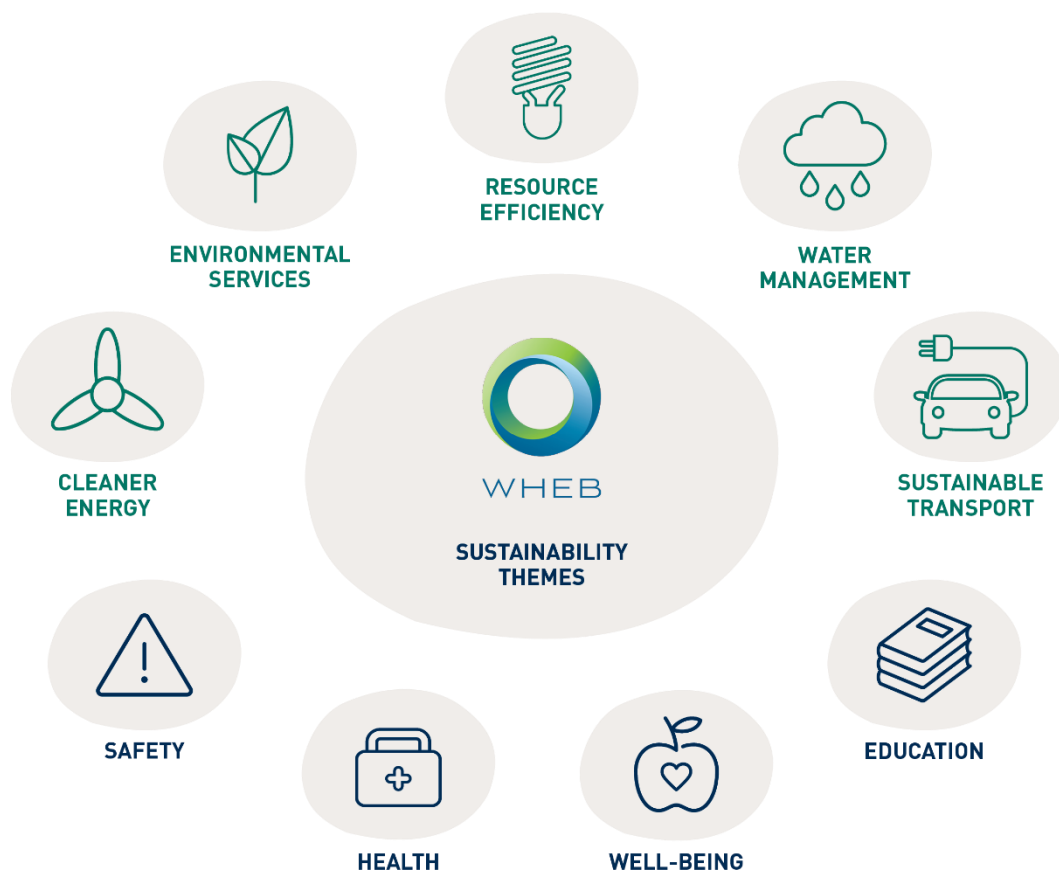 RESOURCE
EFFICIENCY
ENVIRONMENTAL
SERVICES
WATER
MANAGEMENT
CLEANER
ENERGY
WHEB
SUSTAINABILITY
THEMES
SUSTAINABLE
TRANSPORT
SAFETY
EDUCATION
HEALTH
WELL-BEING